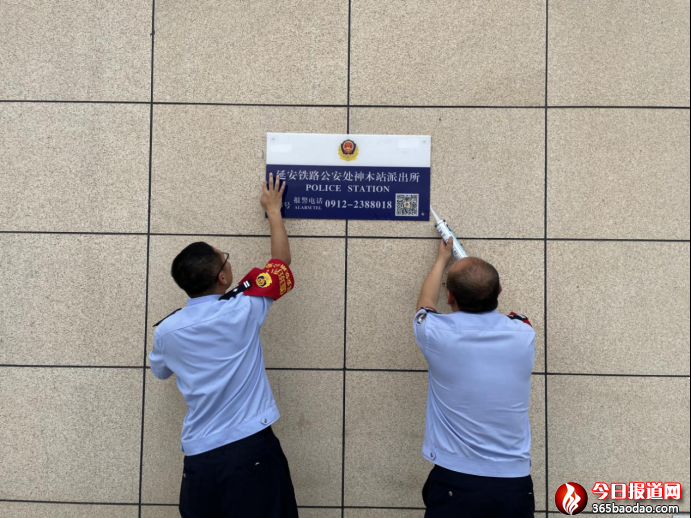 延安铁路公安处神木站派出所
POLICE STATION
号 报警电话 0912-2388018
ALARM TEL
今日报道网
365baodao.com